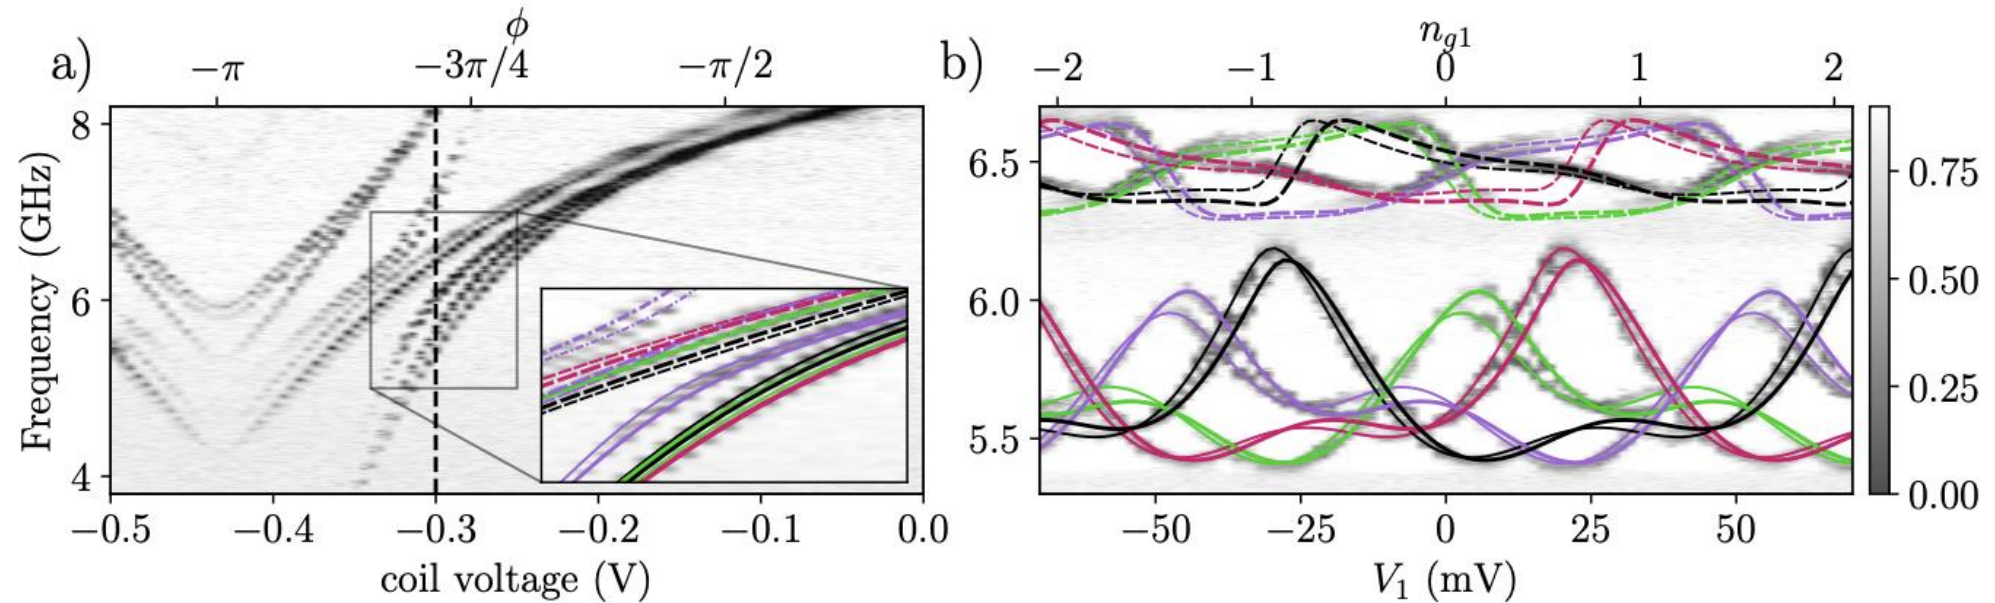 a)
ϕ
−π −3π/4 −π/2
Frequency (GHz)
8
6
4
−0.5 −0.4 −0.3 −0.2 −0.1 0.0
coil voltage (V)
b)
n_{g1}
−2 −1 0 1 2
6.5
6.0
5.5
−50 −25 0 25 50
V_1 (mV)
0.75
0.50
0.25
0.00